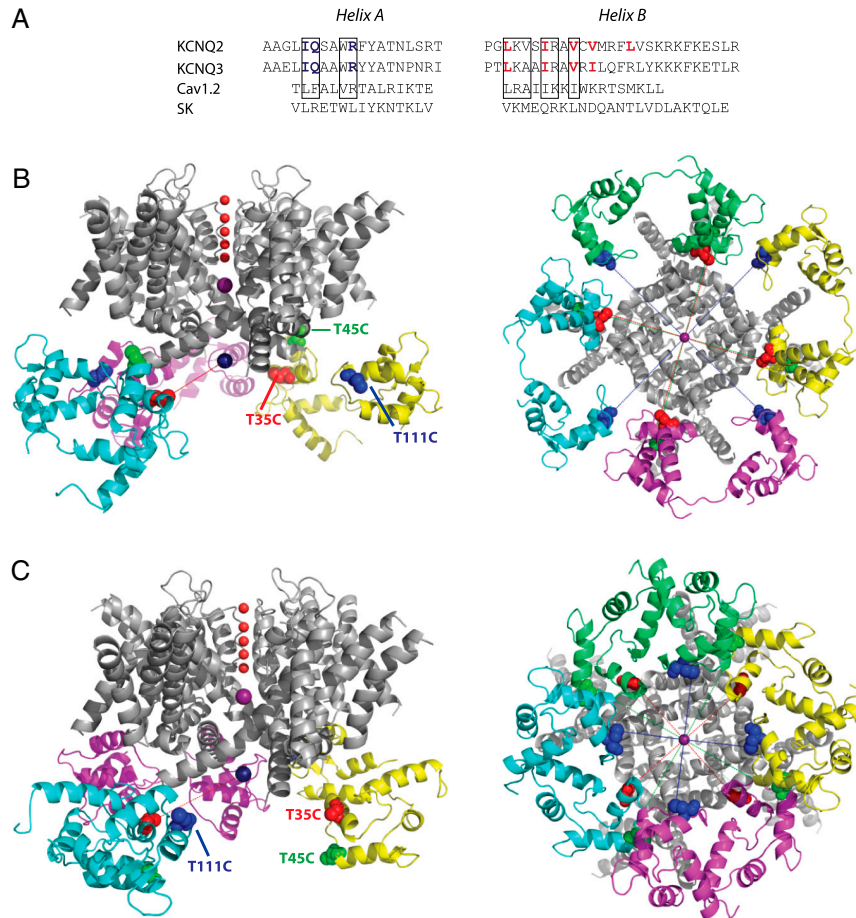 A
Helix A Helix B
KCNQ2 AAGLIQSAWRFYATNLSRT PGLKVSIRAVCVMRFLVSKRKFKESLR
KCNQ3 AAELIQAAWRYYATNPNRI PTLKAAIRAVRILQFRLYKKKFKETLR
Cav1.2 TLFALVRTALRIKTE LRAIIKKIWKRTSMKLL
SK VLRETWLIYKNTKLV VKMEQRKLNDQANTLVDLAKTQLE
B
T45C
T35C
T111C
C
T111C
T35C
T45C